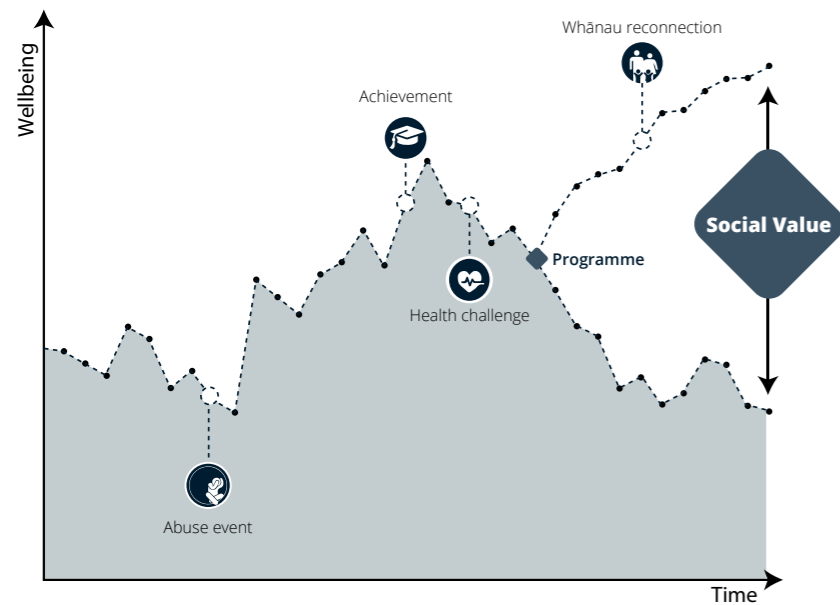 Wellbeing
Whānau reconnection
Achievement
Social Value
Programme
Health challenge
Abuse event
Time